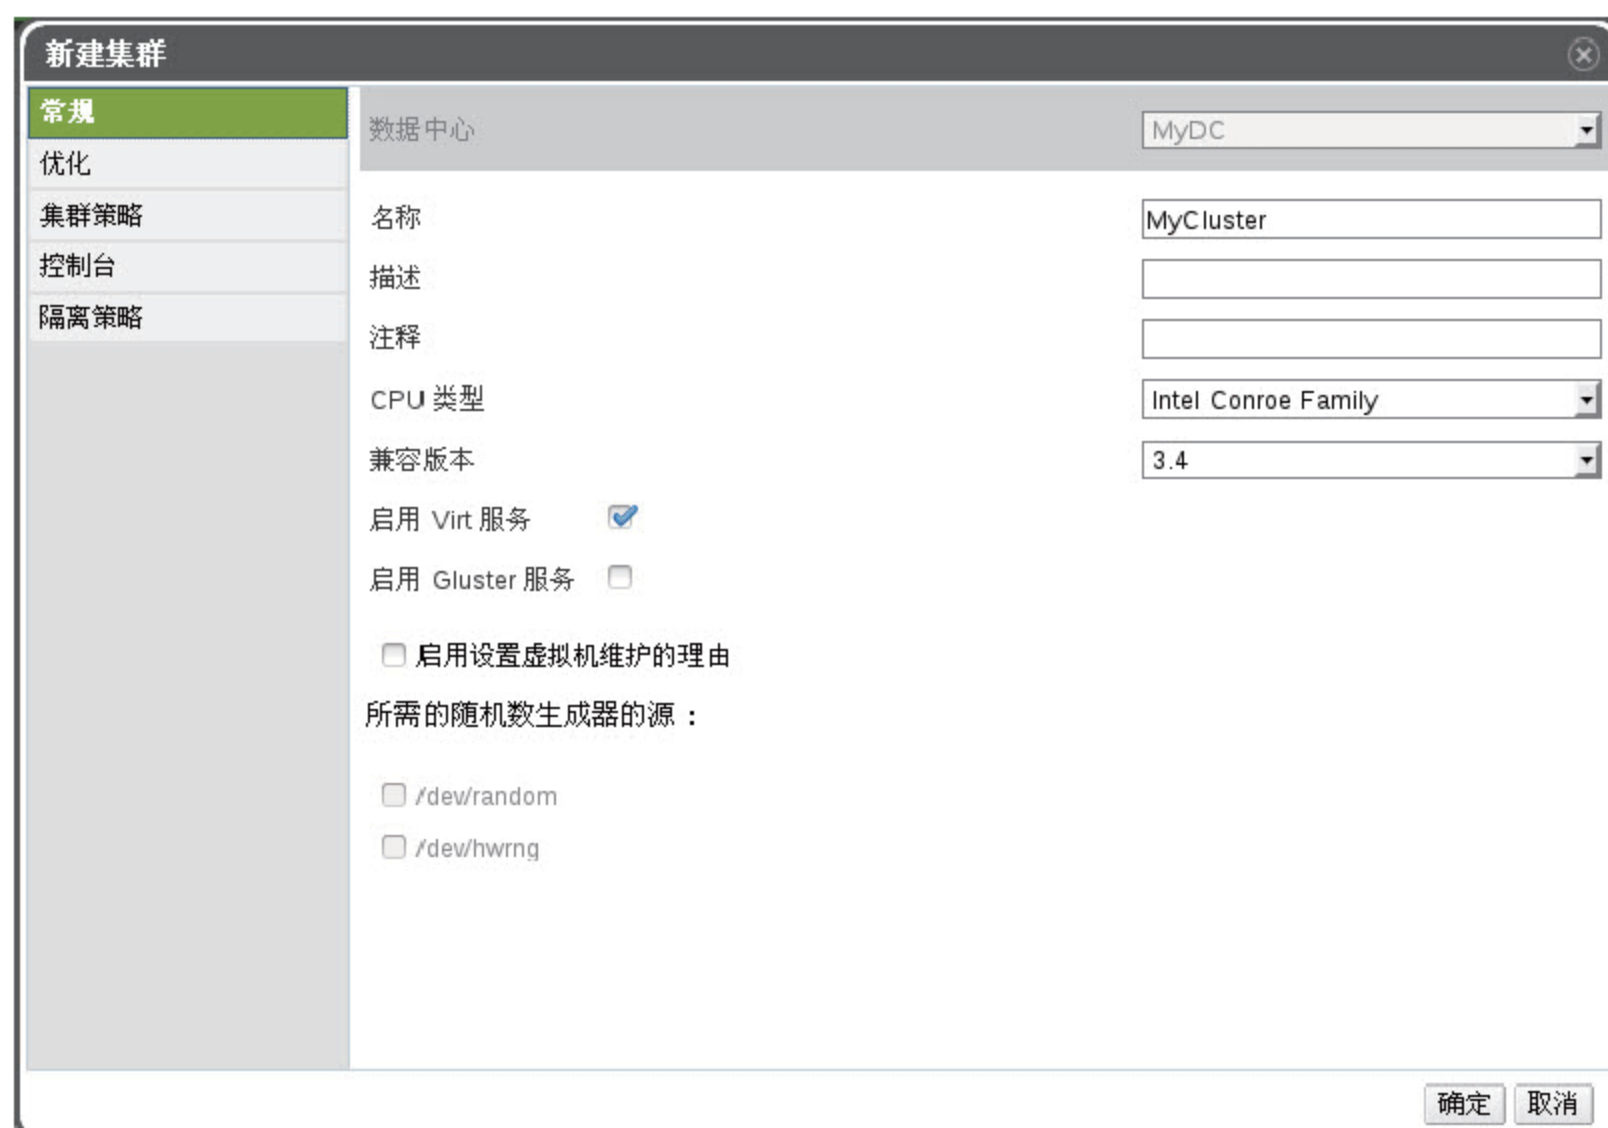 新建集群
常规
优化
集群策略
控制台
隔离策略
数据中心 MyDC
名称 MyCluster
描述
注释
CPU 类型 Intel Conroe Family
兼容版本 3.4
启用 Virt 服务
启用 Gluster 服务
启用设置虚拟机维护的理由
所需的随机数生成器的源：
/dev/random
/dev/hwrng
确定 取消